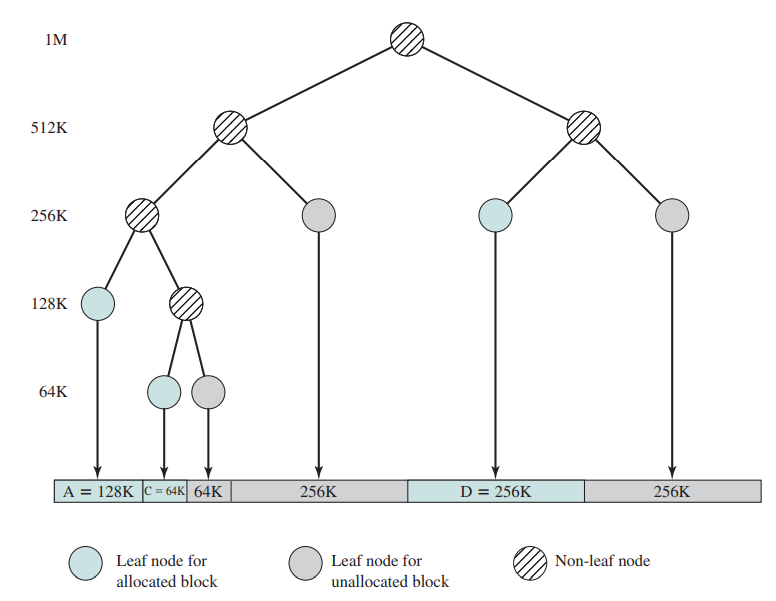 1M
512K
256K
128K
64K
A = 128K C = 64K 64K 256K D = 256K 256K
Leaf node for
allocated block
Leaf node for
unallocated block
Non-leaf node